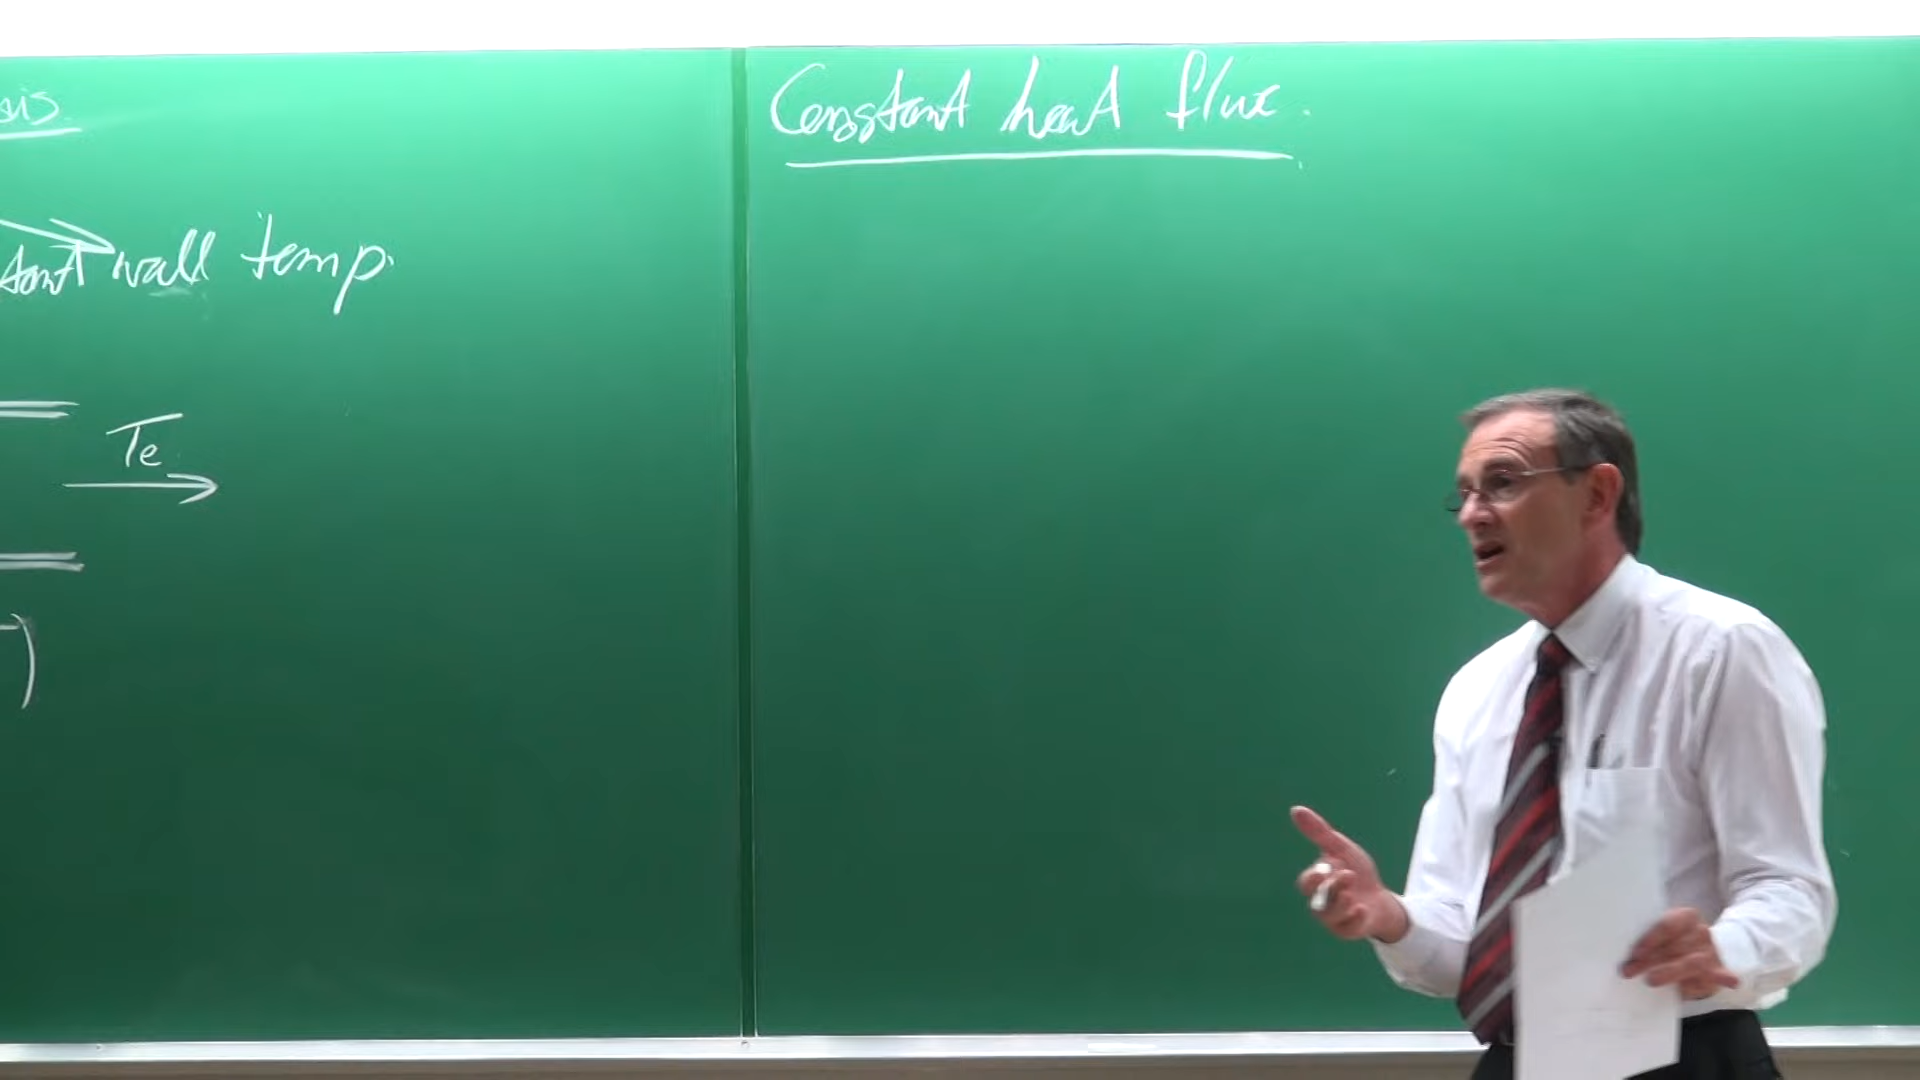 wall temp.
Te
)
Constant heat flux.